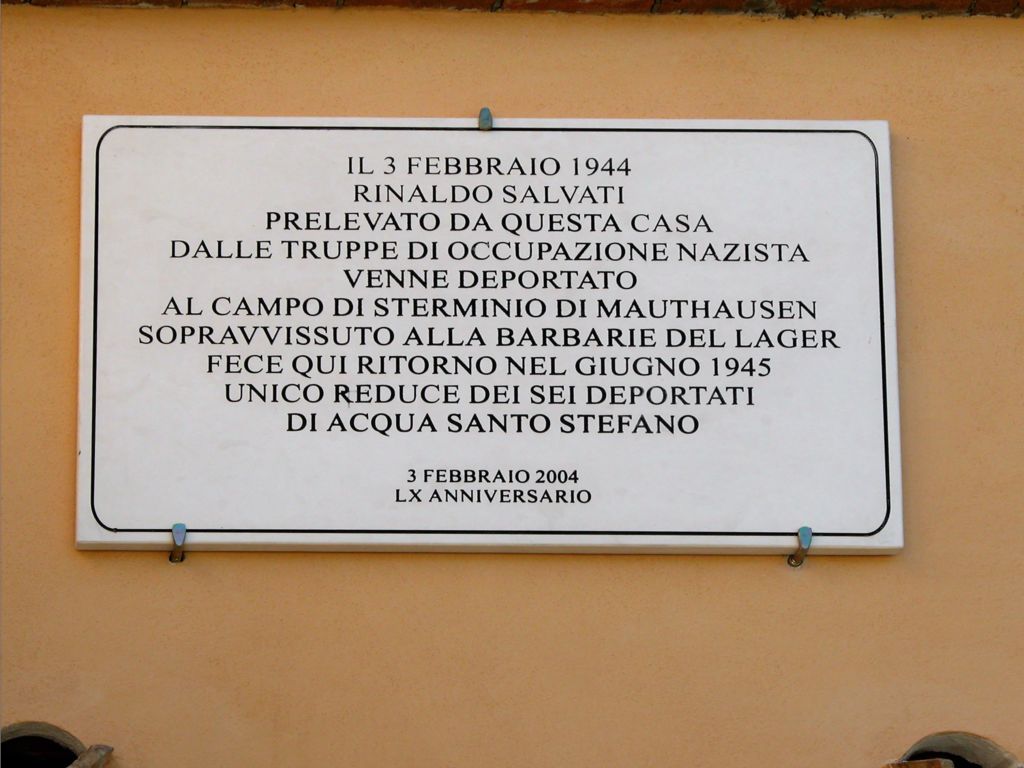 IL 3 FEBBRAIO 1944
RINALDO SALVATI
PRELEVATO DA QUESTA CASA
DALLE TRUPPE DI OCCUPAZIONE NAZISTA
VENNE DEPORTATO
AL CAMPO DI STERMINIO DI MAUTHAUSEN
SOPRAVVISSUTO ALLA BARBARIE DEL LAGER
FECE QUI RITORNO NEL GIUGNO 1945
UNICO REDUCE DEI SEI DEPORTATI
DI ACQUA SANTO STEFANO
3 FEBBRAIO 2004
LX ANNIVERSARIO